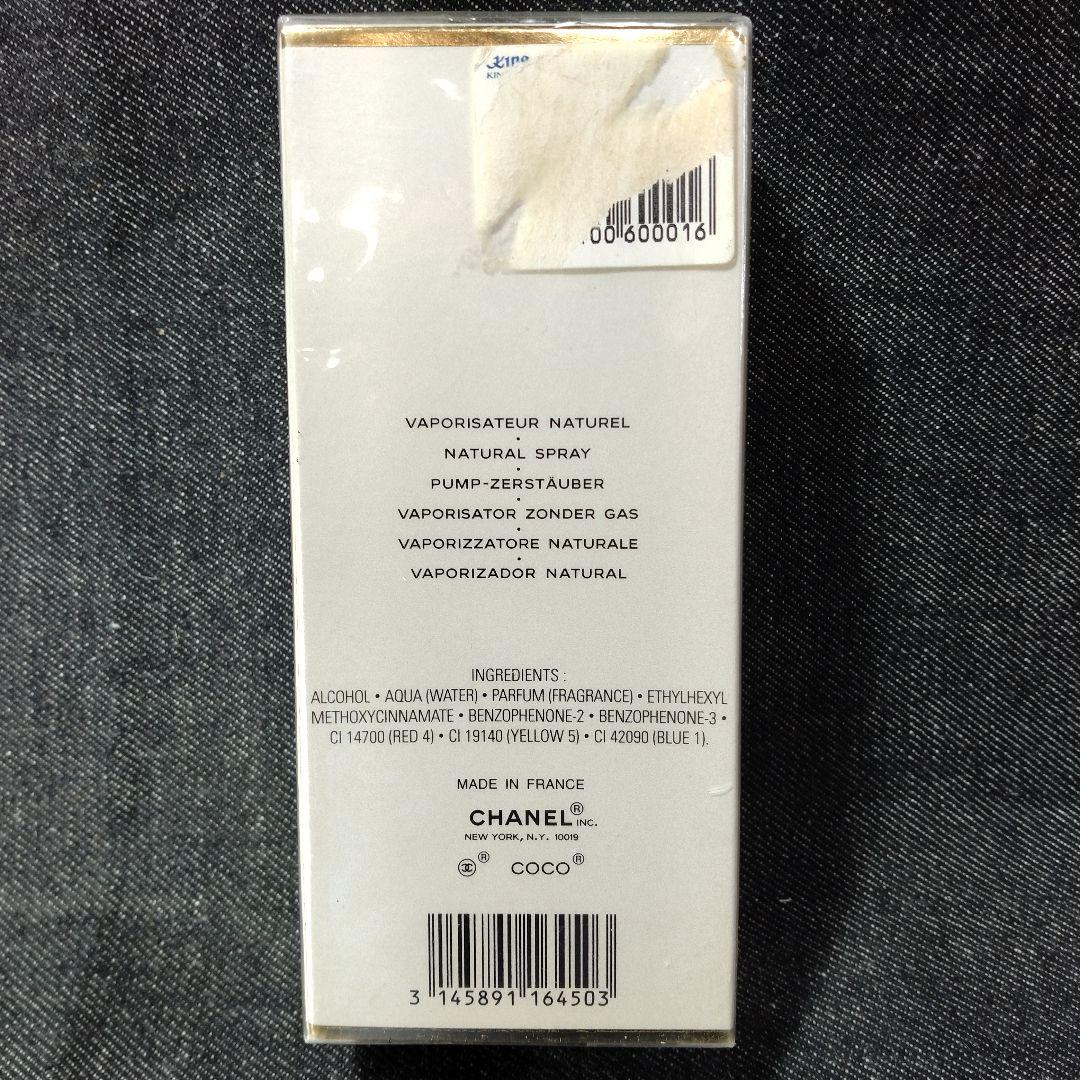 King
KIN
00 600016
VAPORISATEUR NATUREL
•
NATURAL SPRAY
•
PUMP-ZERSTÄUBER
•
VAPORISATOR ZONDER GAS
•
VAPORIZZATORE NATURALE
•
VAPORIZADOR NATURAL
INGREDIENTS :
ALCOHOL • AQUA (WATER) • PARFUM (FRAGRANCE) • ETHYLHEXYL
METHOXYCINNAMATE • BENZOPHENONE-2 • BENZOPHENONE-3 •
CI 14700 (RED 4) • CI 19140 (YELLOW 5) • CI 42090 (BLUE 1).
MADE IN FRANCE
CHANEL® INC.
NEW YORK, N.Y. 10019
® COCO®
3 145891 164503